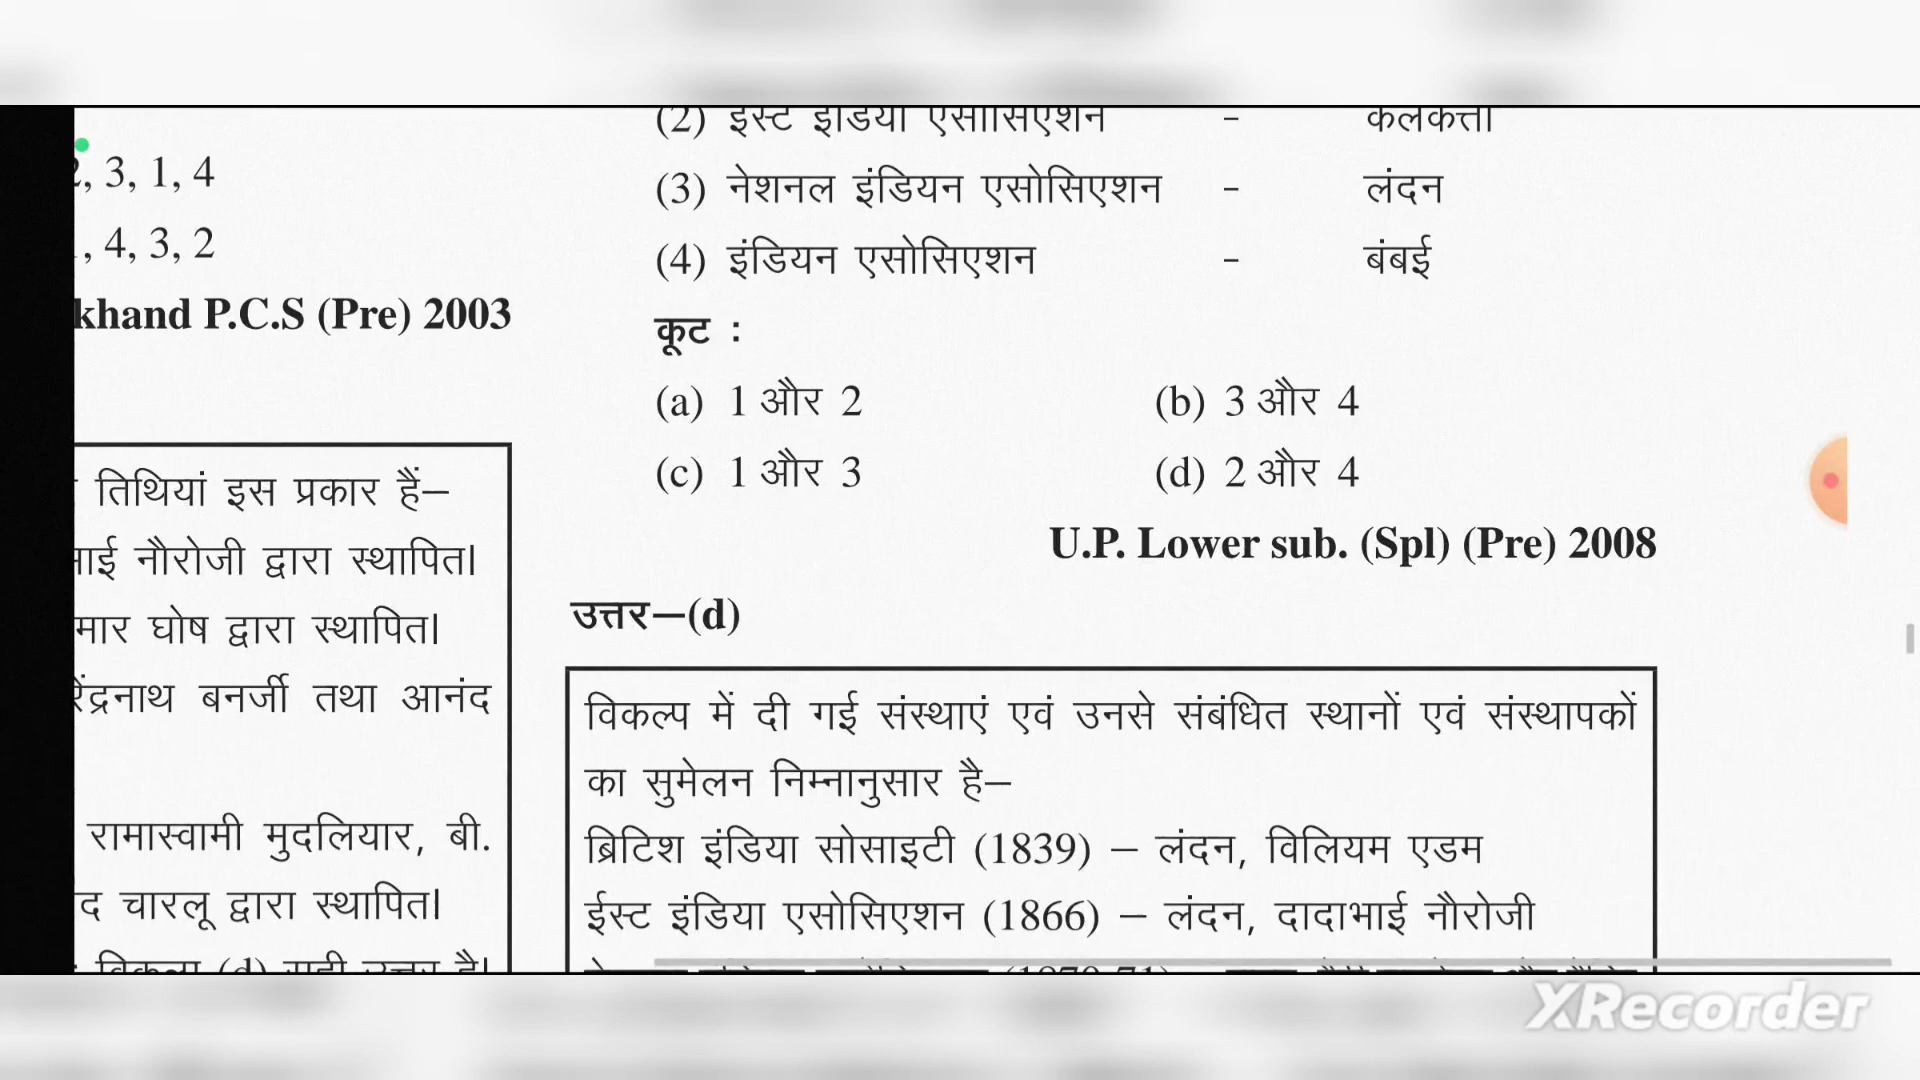 3, 1, 4
4, 3, 2
khand P.C.S (Pre) 2003
तिथियां इस प्रकार हैं–
नौरोजी द्वारा स्थापित।
घोष द्वारा स्थापित।
बनर्जी तथा आनंद
रामास्वामी मुदलियार, बी.
चारलू द्वारा स्थापित।
(2) ईस्ट इंडिया एसोसिएशन - कलकत्ता
(3) नेशनल इंडियन एसोसिएशन - लंदन
(4) इंडियन एसोसिएशन - बंबई
कूट :
(a) 1 और 2 (b) 3 और 4
(c) 1 और 3 (d) 2 और 4
U.P. Lower sub. (Spl) (Pre) 2008
उत्तर—(d)
विकल्प में दी गई संस्थाएं एवं उनसे संबंधित स्थानों एवं संस्थापकों
का सुमेलन निम्नानुसार है–
ब्रिटिश इंडिया सोसाइटी (1839) – लंदन, विलियम एडम
ईस्ट इंडिया एसोसिएशन (1866) – लंदन, दादाभाई नौरोजी
XRecorder